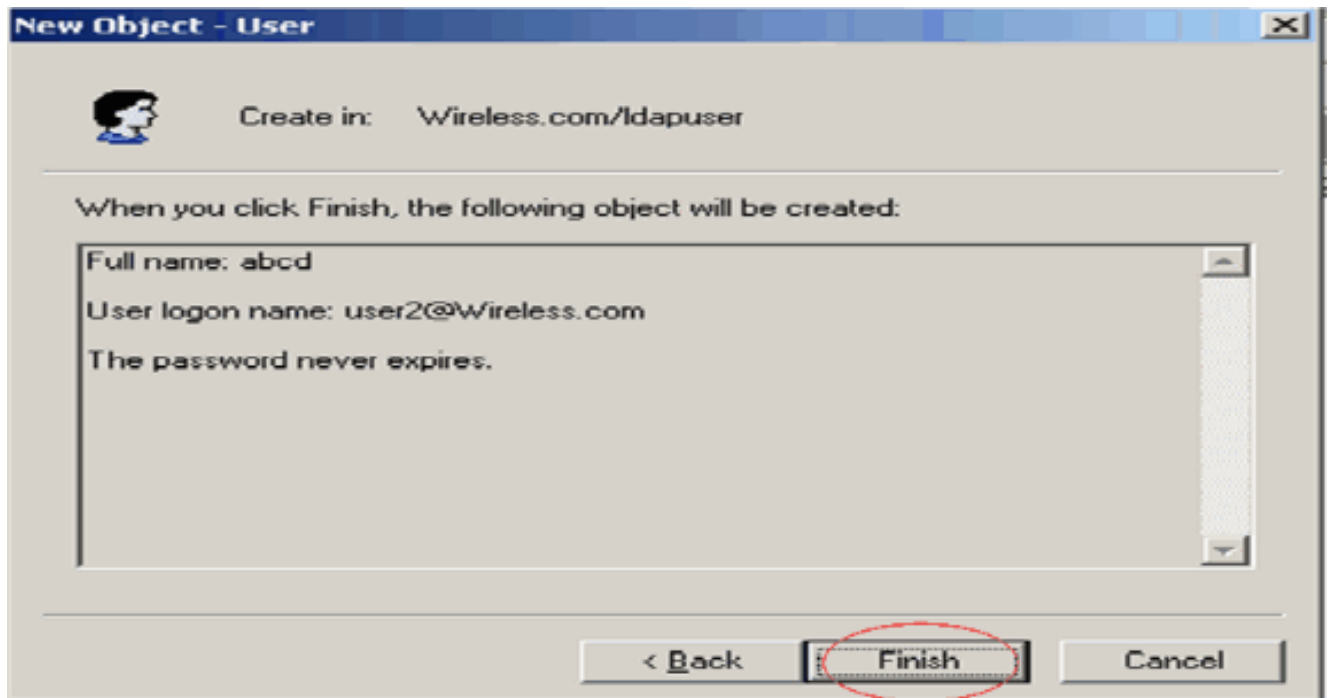 New Object - User
Create in: Wireless.com/ldapuser
When you click Finish, the following object will be created:
Full name: abcd
User logon name: user2@Wireless.com
The password never expires.
< Back
Finish
Cancel